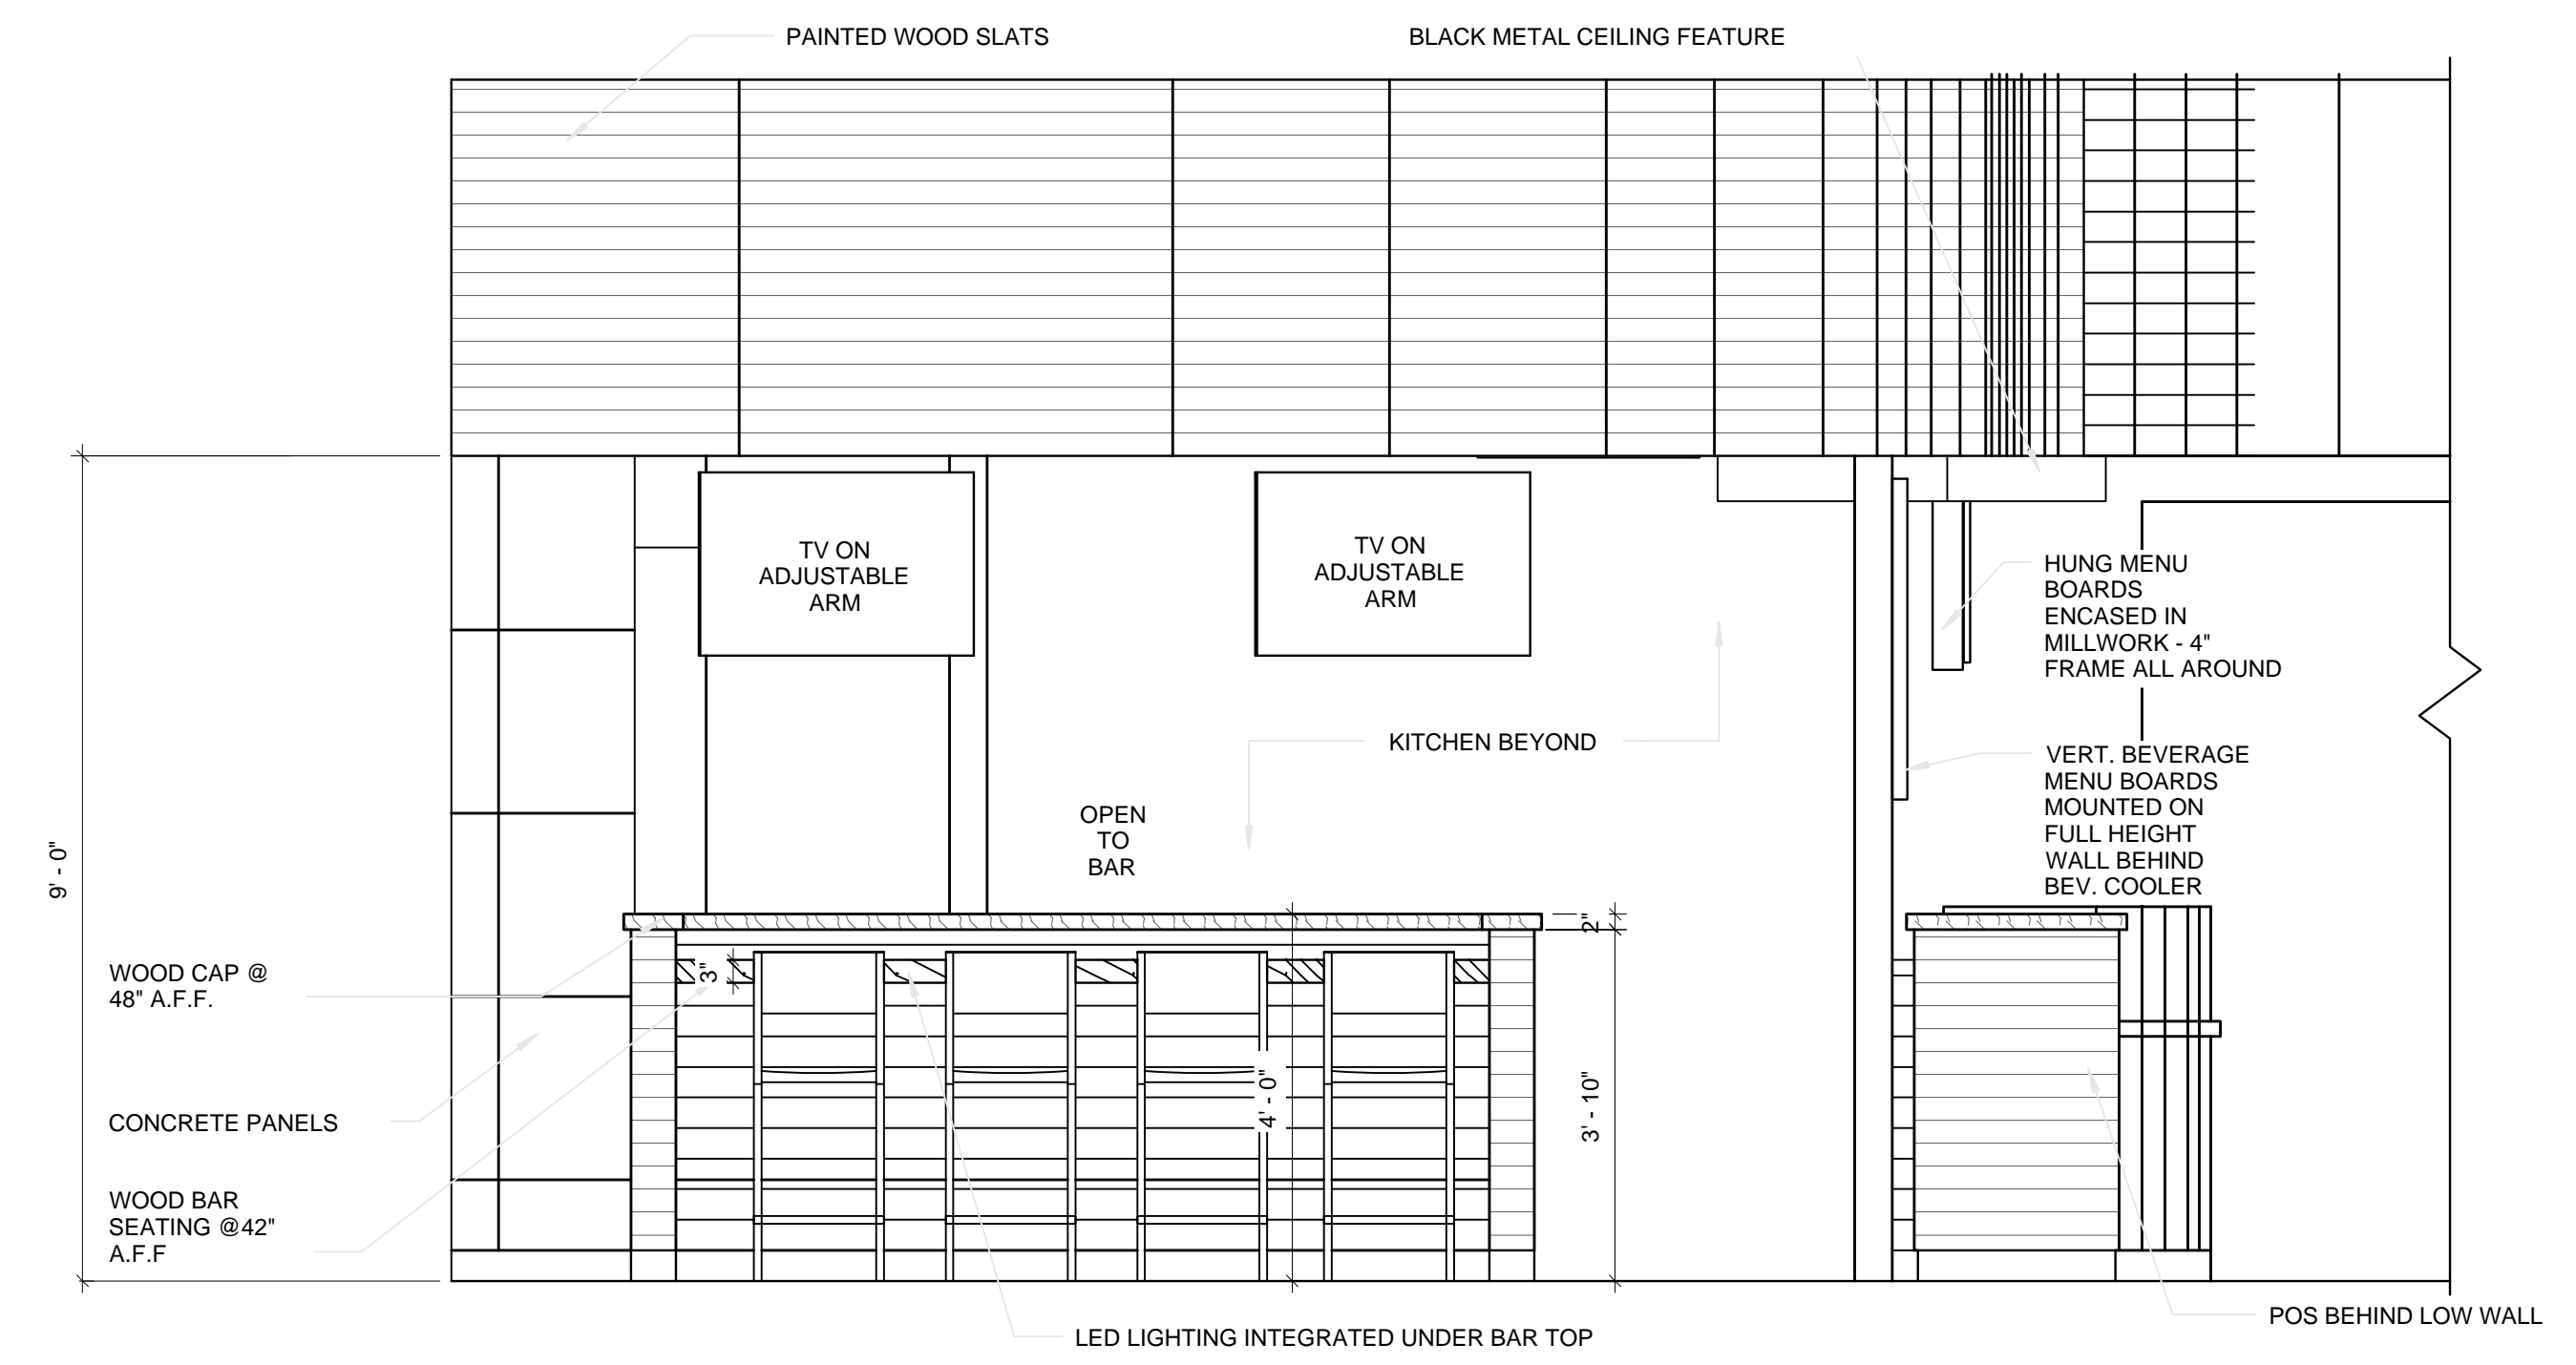 PAINTED WOOD SLATS
BLACK METAL CEILING FEATURE
TV ON
ADJUSTABLE
ARM
TV ON
ADJUSTABLE
ARM
HUNG MENU
BOARDS
ENCASED IN
MILLWORK - 4"
FRAME ALL AROUND
KITCHEN BEYOND
VERT. BEVERAGE
MENU BOARDS
MOUNTED ON
FULL HEIGHT
WALL BEHIND
BEV. COOLER
OPEN
TO
BAR
9' - 0"
2"
3"
WOOD CAP @
48" A.F.F.
4' - 0"
3' - 10"
CONCRETE PANELS
WOOD BAR
SEATING @42"
A.F.F
POS BEHIND LOW WALL
LED LIGHTING INTEGRATED UNDER BAR TOP